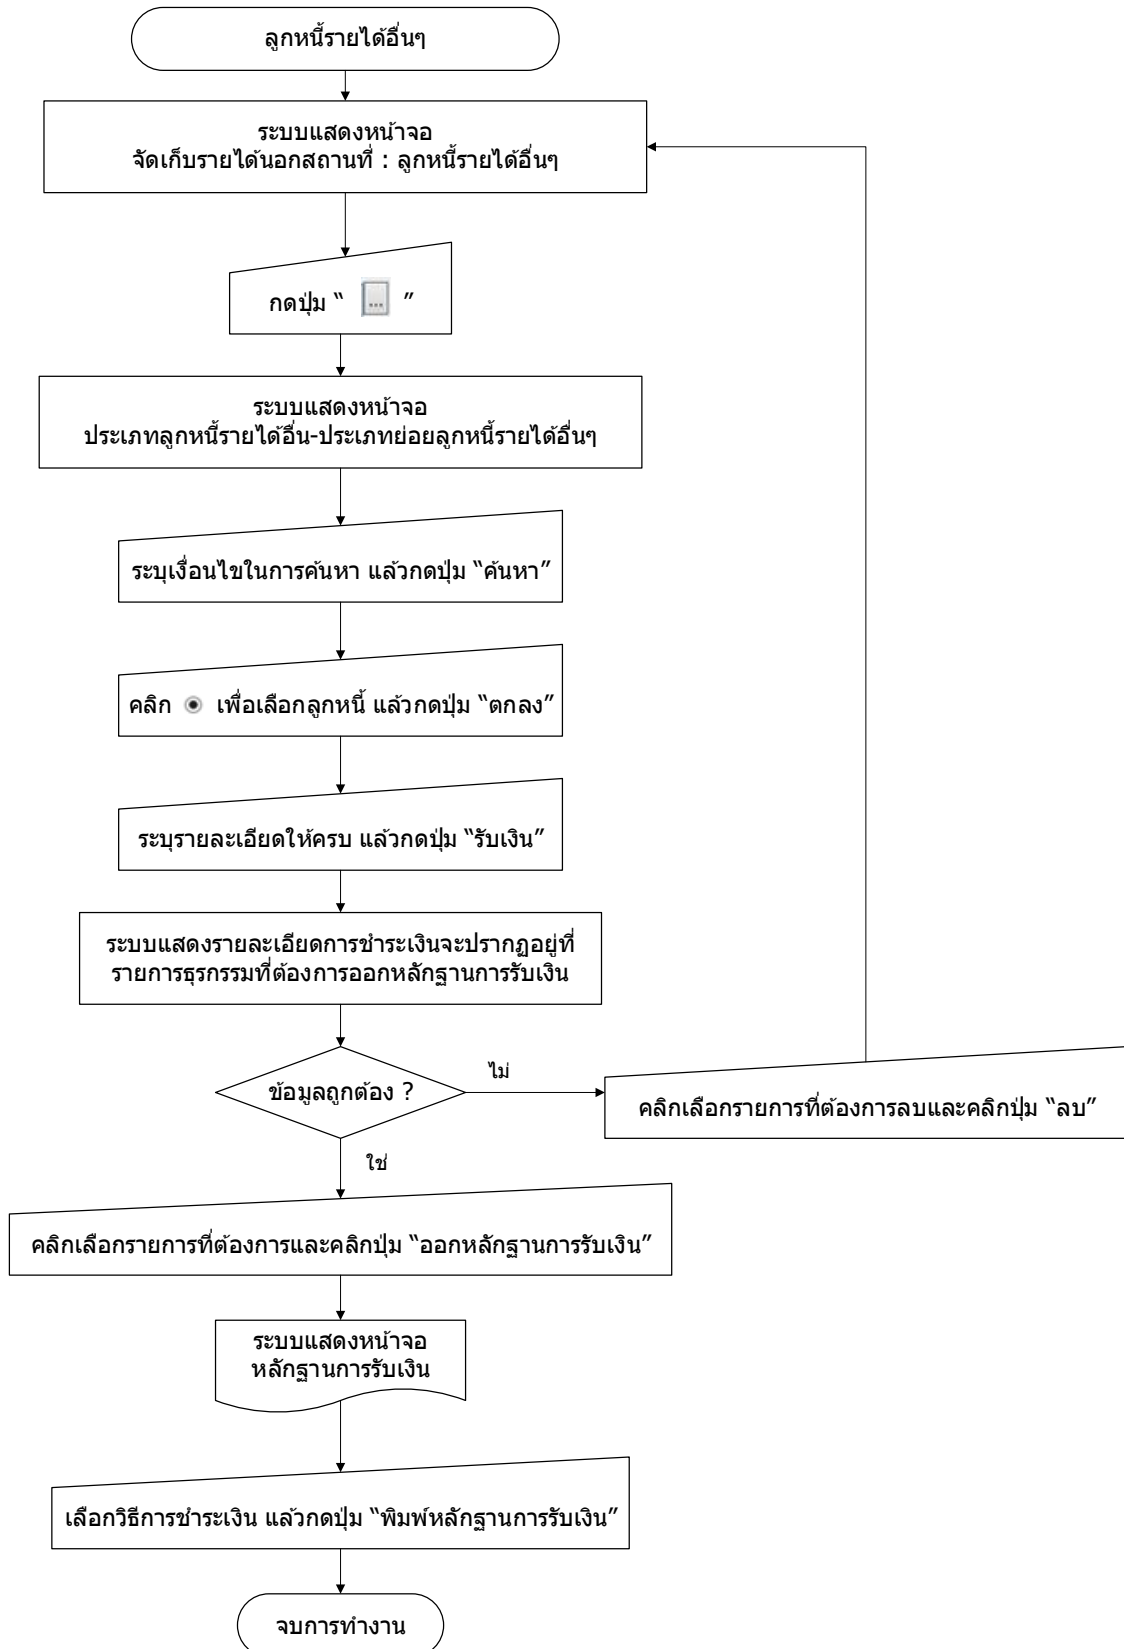 ลูกหนี้รายได้อื่นๆ
ระบบแสดงหน้าจอ
จัดเก็บรายได้นอกสถานที่ : ลูกหนี้รายได้อื่นๆ
กดปุ่ม “ ... ”
ระบบแสดงหน้าจอ
ประเภทลูกหนี้รายได้อื่น-ประเภทย่อยลูกหนี้รายได้อื่นๆ
ระบุเงื่อนไขในการค้นหา แล้วกดปุ่ม “ค้นหา”
คลิก เพื่อเลือกลูกหนี้ แล้วกดปุ่ม “ตกลง”
ระบุรายละเอียดให้ครบ แล้วกดปุ่ม “รับเงิน”
ระบบแสดงรายละเอียดการชำระเงินจะปรากฏอยู่ที่
รายการธุรกรรมที่ต้องการออกหลักฐานการรับเงิน
ข้อมูลถูกต้อง ?
ไม่
คลิกเลือกรายการที่ต้องการลบและคลิกปุ่ม “ลบ”
ใช่
คลิกเลือกรายการที่ต้องการและคลิกปุ่ม “ออกหลักฐานการรับเงิน”
ระบบแสดงหน้าจอ
หลักฐานการรับเงิน
เลือกวิธีการชำระเงิน แล้วกดปุ่ม “พิมพ์หลักฐานการรับเงิน”
จบการทำงาน